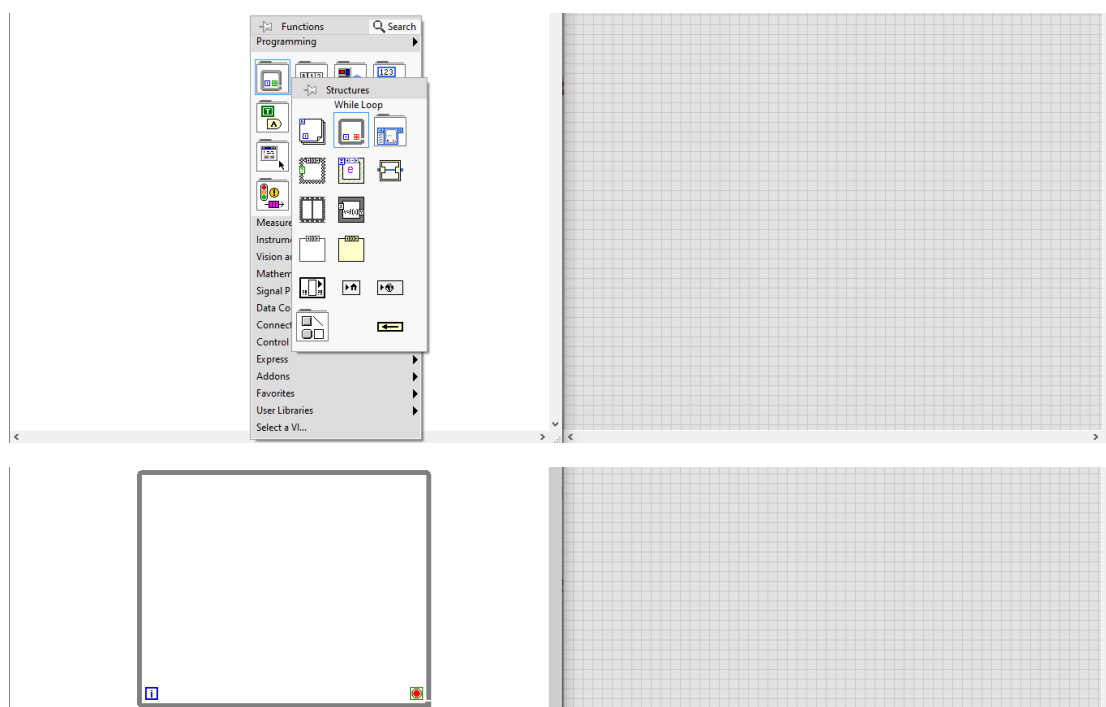 Functions
Search
Programming
Structures
While Loop
Measure
Instrum
Vision a
Mathem
Signal P
Data Co
Connect
Control
Express
Addons
Favorites
User Libraries
Select a VI...
i